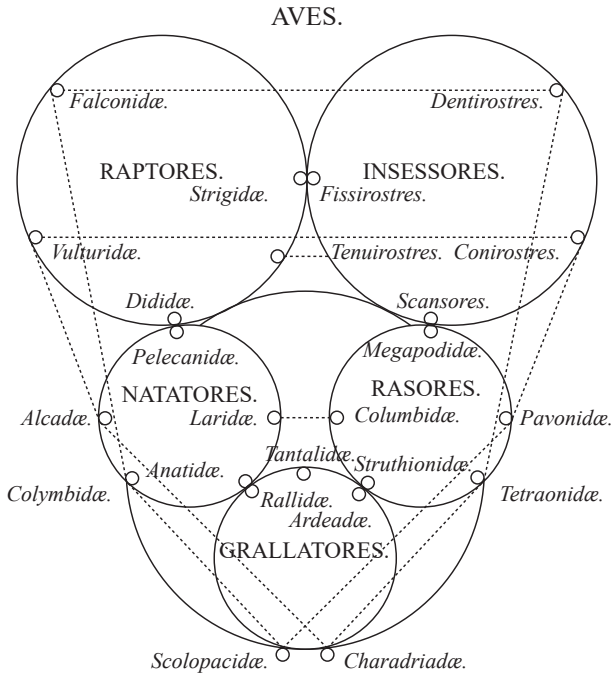 AVES.
Falconidæ. Dentirostres.
RAPTORES. INSESSORES.
Strigidæ. Fissirostres.
Vulturidæ. Tenuirostres. Conirostres.
Dididæ. Scansores.
Pelecanidæ. Megapodidæ.
NATATORES. RASORES.
Alcadæ. Laridæ. Columbidæ. Pavonidæ.
Tantalidæ. Struthionidæ.
Anatidæ.
Colymbidæ. Rallidæ. Tetraonidæ.
Ardeadæ.
GRALLATORES.
Scolopacidæ. Charadriadæ.